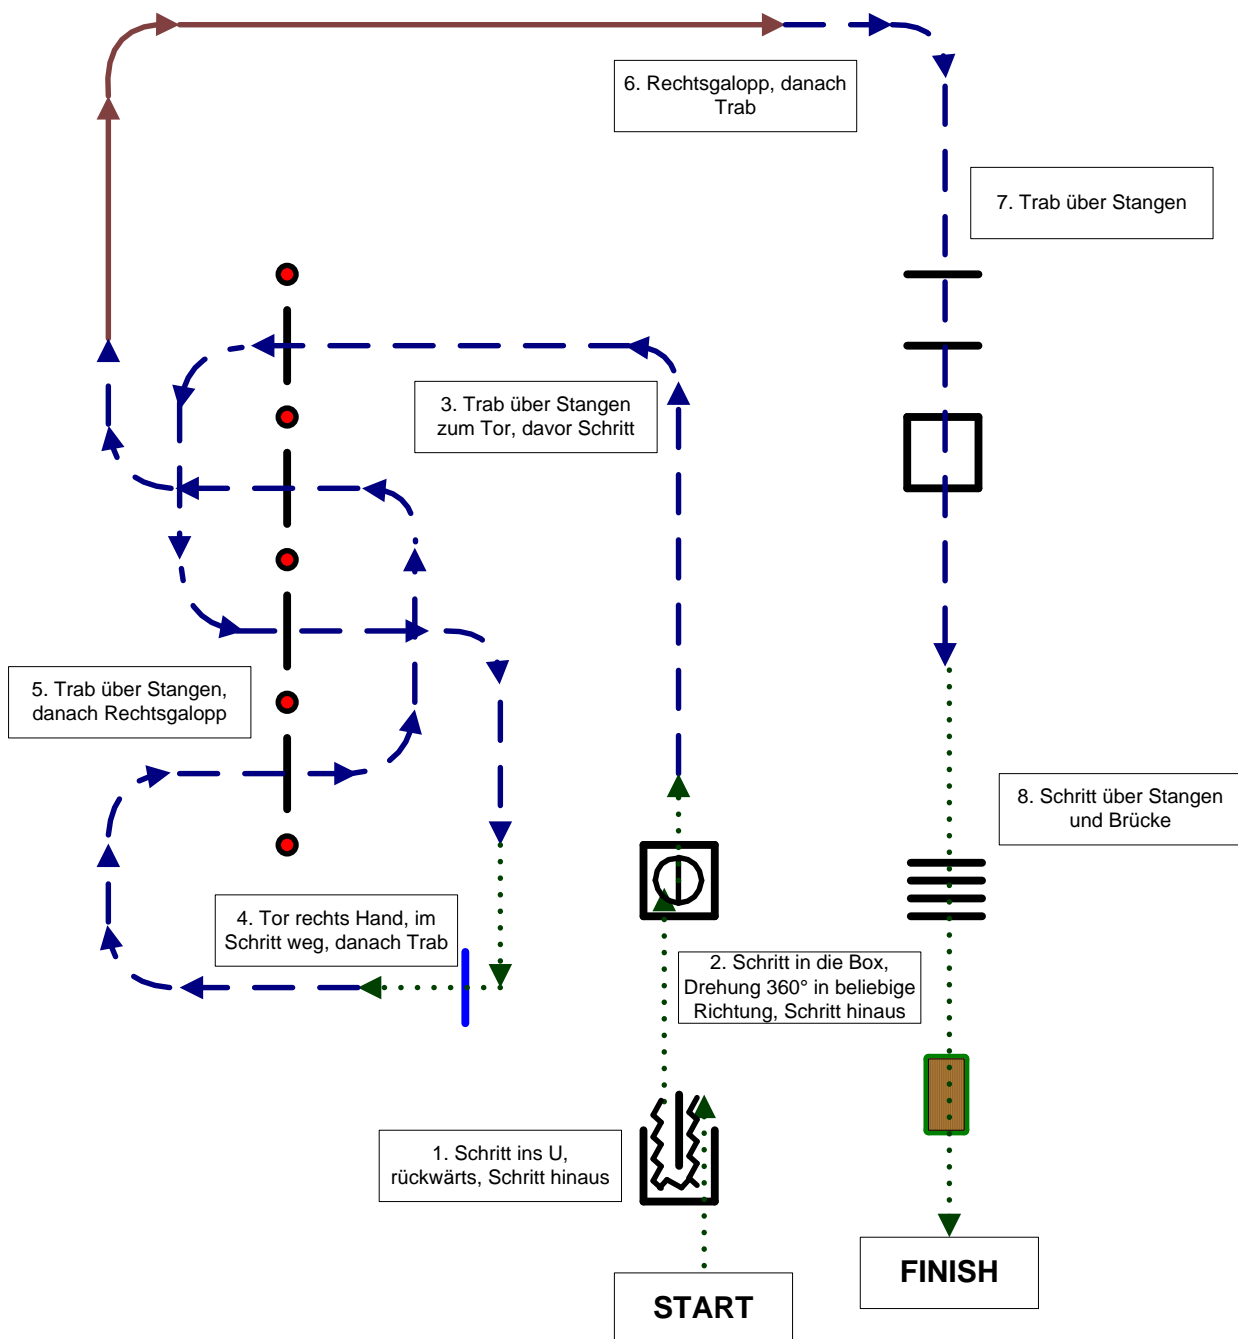 6. Rechtsgalopp, danach
Trab
7. Trab über Stangen
3. Trab über Stangen
zum Tor, davor Schritt
5. Trab über Stangen,
danach Rechtsgalopp
8. Schritt über Stangen
und Brücke
4. Tor rechts Hand, im
Schritt weg, danach Trab
2. Schritt in die Box,
Drehung 360° in beliebige
Richtung, Schritt hinaus
1. Schritt ins U,
rückwärts, Schritt hinaus
FINISH
START